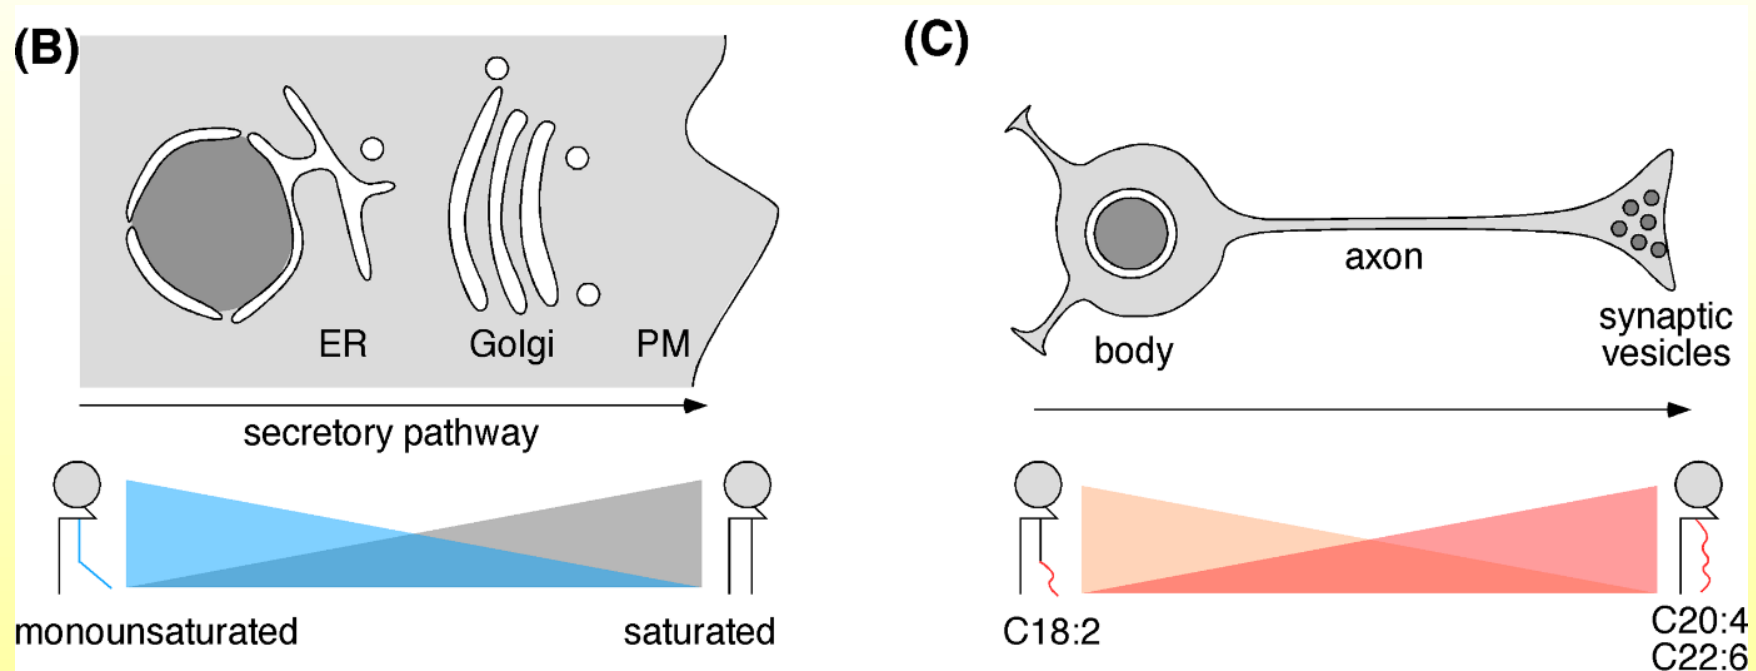 (B)
ER
Golgi
PM
secretory pathway
monounsaturated
saturated
(C)
axon
body
synaptic
vesicles
C18:2
C20:4
C22:6